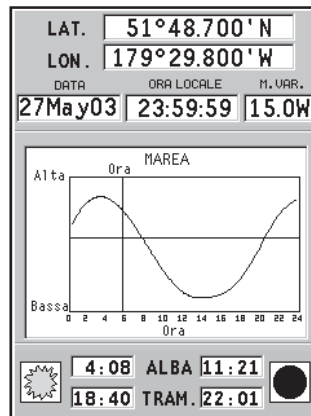 LAT. 51°48.700'N
LON. 179°29.800'W
DATA ORA LOCALE M.VAR.
27May03 23:59:59 15.0W
MAREA
Ora
Alta
Bassa
0 2 4 6 8 10 12 14 16 18 20 22 24
Ora
4:08 ALBA 11:21
18:40 TRAM. 22:01